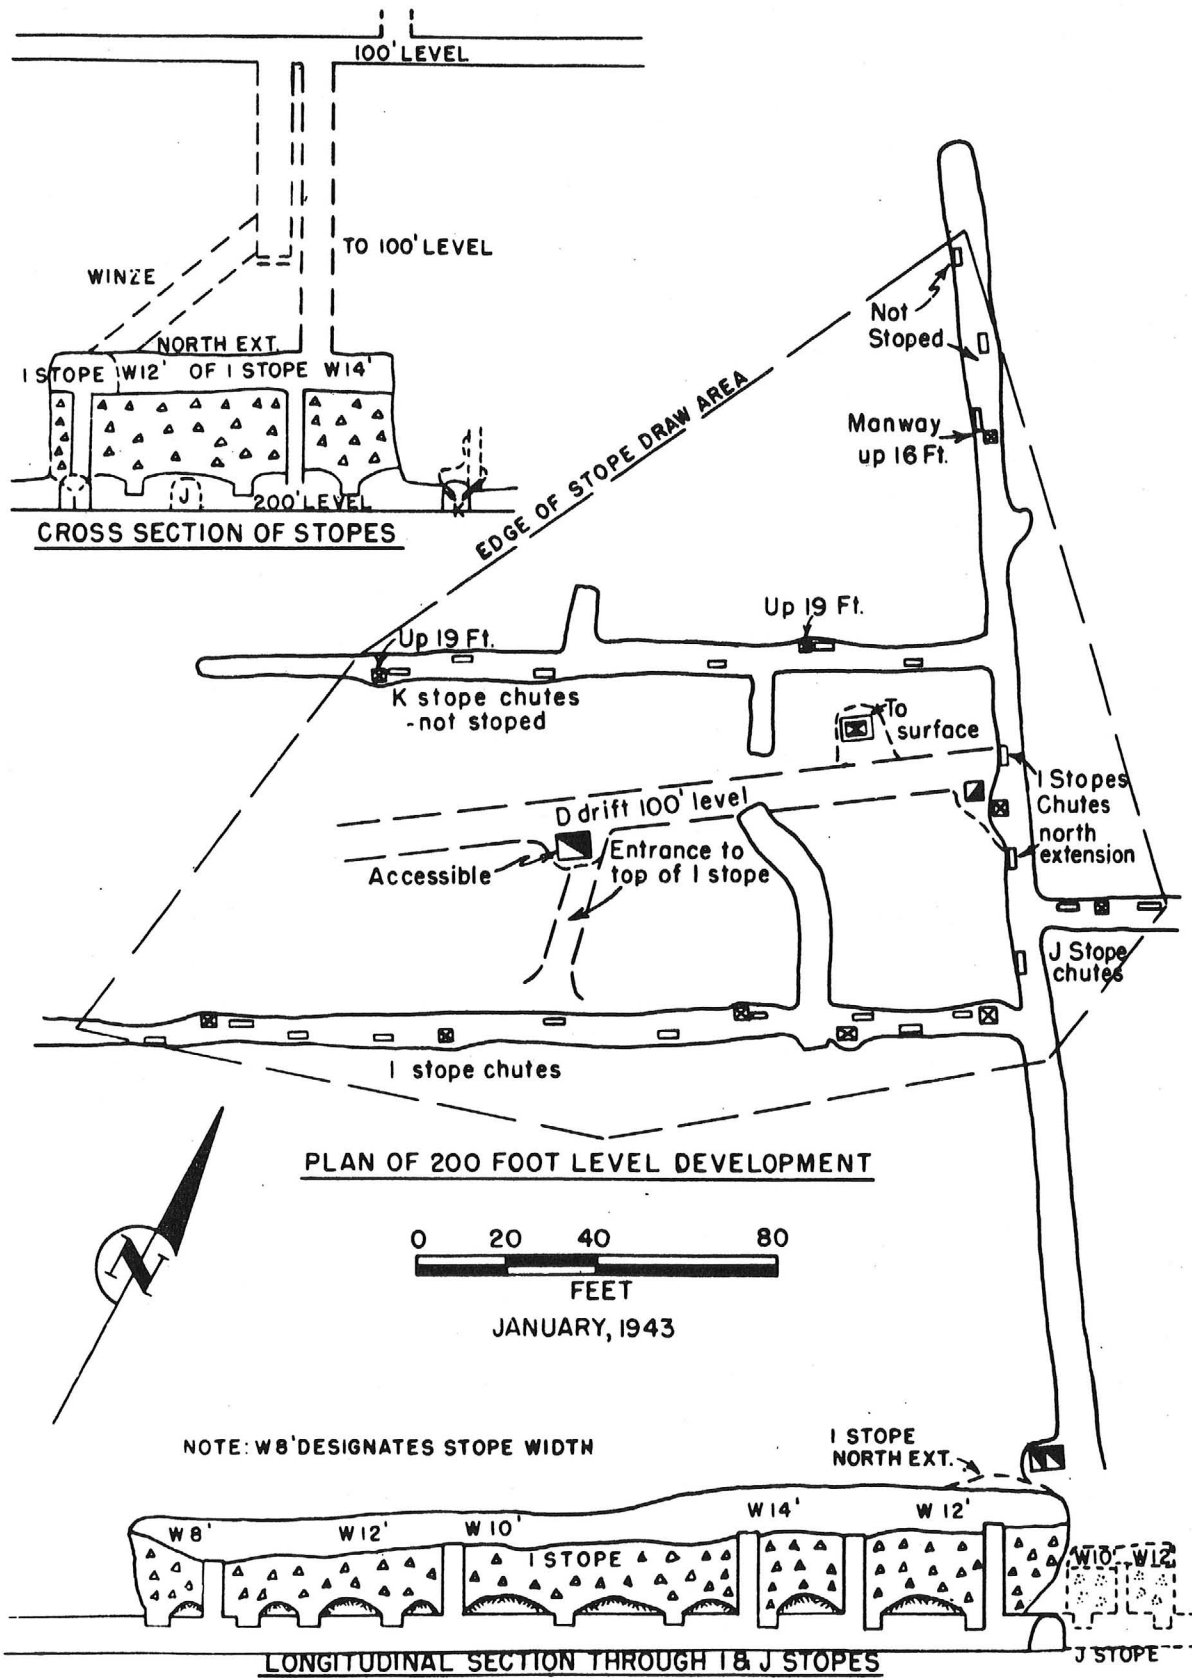 100' LEVEL
TO 100' LEVEL
WINZE
NORTH EXT.
I STOPE W12' OF I STOPE W14'
I J 200' LEVEL K
CROSS SECTION OF STOPES
EDGE OF STOPE DRAW AREA
Not
Stoped
Manway
up 16 Ft.
Up 19 Ft.
Up 19 Ft.
K stope chutes
-not stoped
To
surface
I Stopes
Chutes
north
extension
D drift 100' level
Accessible
Entrance to
top of I stope
J Stope
chutes
I stope chutes
PLAN OF 200 FOOT LEVEL DEVELOPMENT
N
0 20 40 80
FEET
JANUARY, 1943
NOTE: W8' DESIGNATES STOPE WIDTH
I STOPE
NORTH EXT.
W8' W12' W10' W14' W12'
I STOPE
W10 W12
J STOPE
LONGITUDINAL SECTION THROUGH I & J STOPES